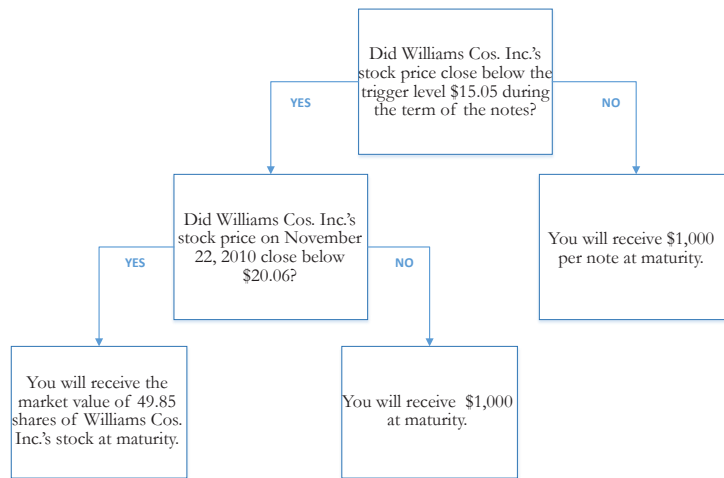 Did Williams Cos. Inc.'s
stock price close below the
trigger level $15.05 during
the term of the notes?
YES
NO
Did Williams Cos. Inc.'s
stock price on November
22, 2010 close below
$20.06?
You will receive $1,000
per note at maturity.
YES
NO
You will receive the
market value of 49.85
shares of Williams Cos.
Inc.'s stock at maturity.
You will receive $1,000
at maturity.